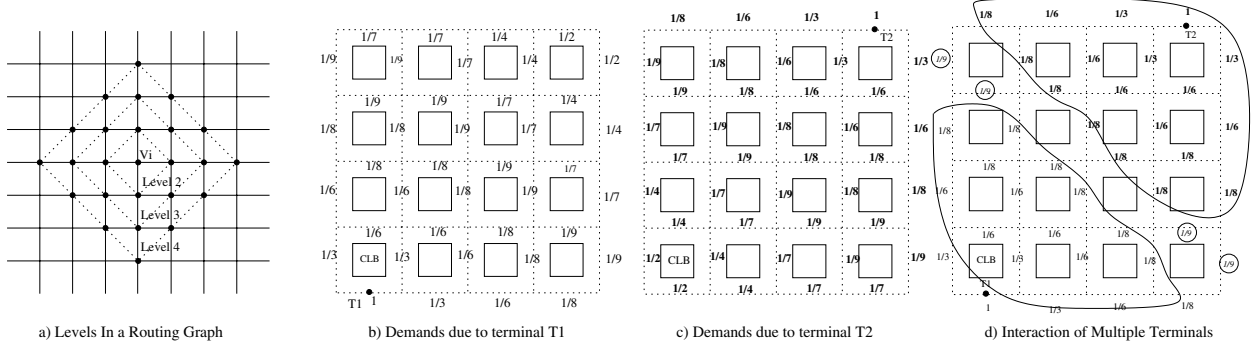 Vi
Level 2
Level 3
Level 4
a) Levels In a Routing Graph
1/7 1/7 1/4 1/2
1/9 1/9 1/7 1/4 1/2
1/9 1/9 1/7 1/4
1/8 1/8 1/9 1/7 1/4
1/8 1/8 1/9 1/7
1/6 1/6 1/8 1/9 1/7
1/6 1/6 1/8 1/9
1/3 CLB 1/3 1/6 1/8 1/9
T1 1 1/3 1/6 1/8
b) Demands due to terminal T1
1/8 1/6 1/3 1
T2
1/9 1/8 1/6 1/3 1/3
1/9 1/8 1/6 1/6
1/7 1/9 1/8 1/6 1/6
1/7 1/9 1/8 1/8
1/4 1/7 1/9 1/8 1/8
1/4 1/7 1/9 1/9
1/2 CLB 1/4 1/7 1/9 1/9
1/2 1/4 1/7 1/7
c) Demands due to terminal T2
1/8 1/6 1/3 1
T2
1/9 1/8 1/6 1/3 1/3
1/9 1/8 1/6 1/6
1/8 1/8 1/8 1/6 1/6
1/8 1/8 1/8 1/8
1/6 1/6 1/8 1/8 1/8
1/6 1/6 1/8 1/9
1/3 CLB 1/3 1/6 1/8 1/9
T1
1 1/3 1/6 1/8
d) Interaction of Multiple Terminals